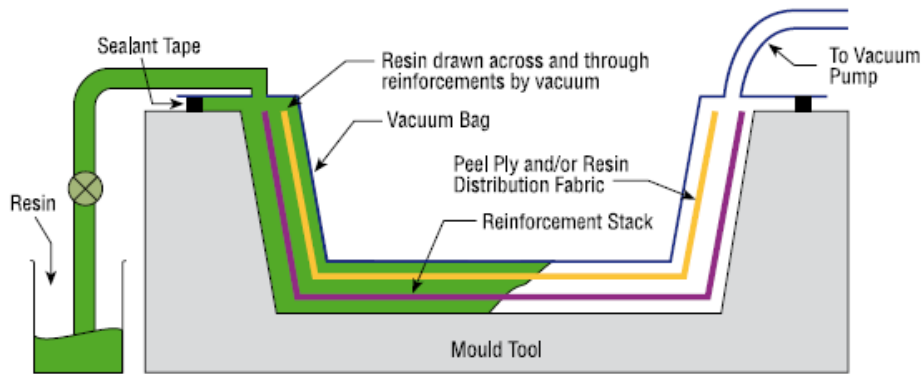 Sealant Tape
Resin drawn across and through
reinforcements by vacuum
To Vacuum
Pump
Vacuum Bag
Peel Ply and/or Resin
Distribution Fabric
Resin
Reinforcement Stack
Mould Tool